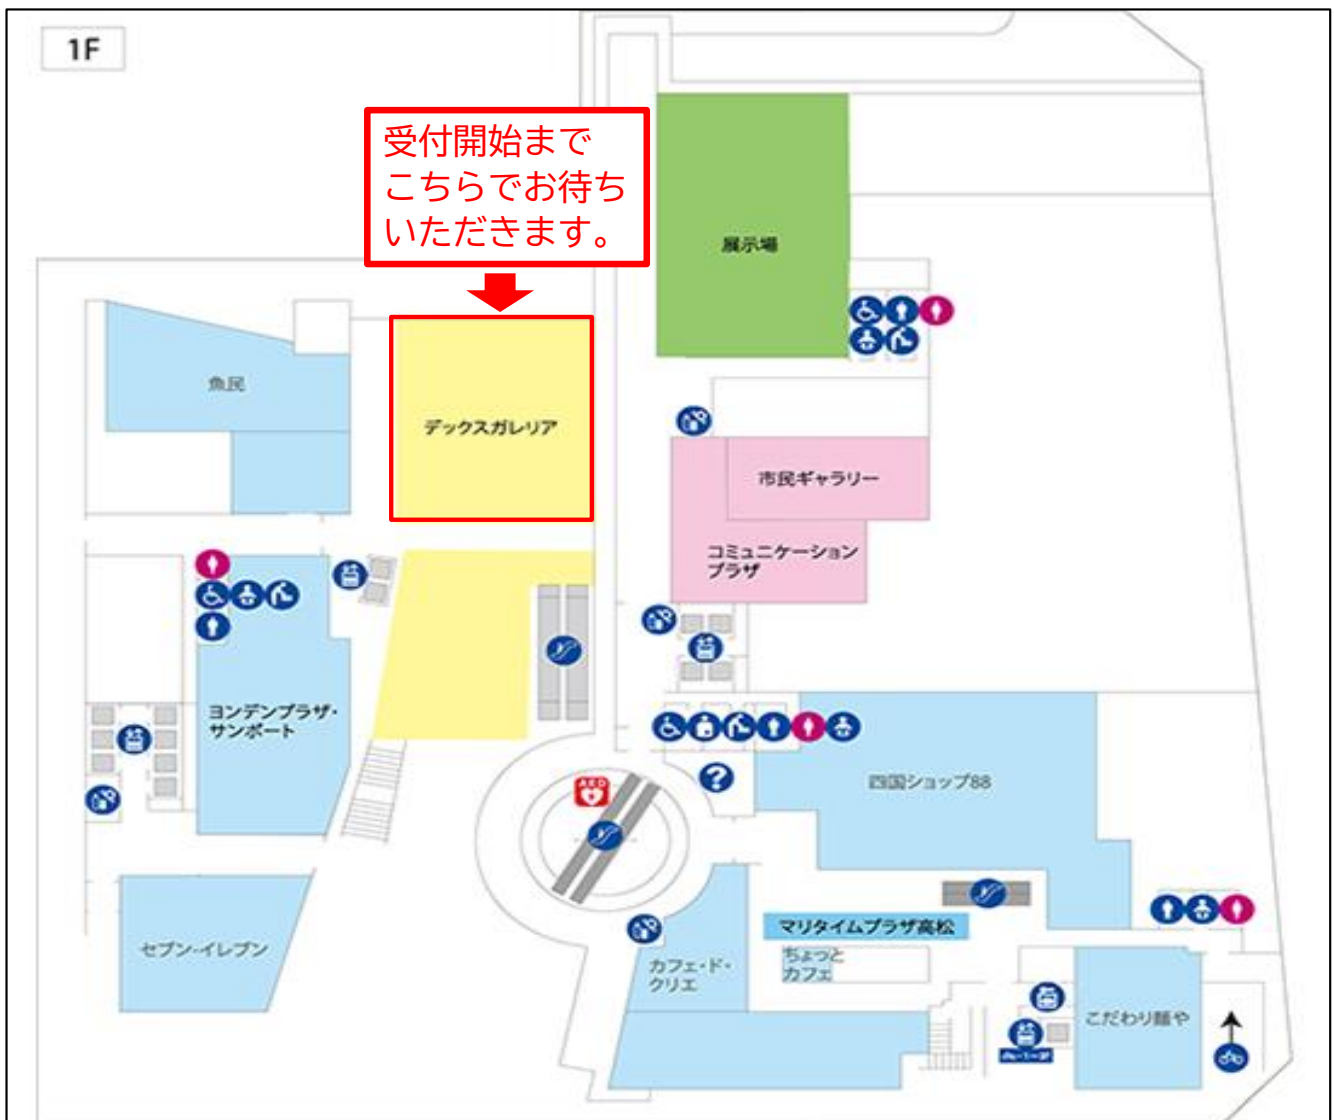 1F
受付開始まで
こちらでお待ち
いただきます。
展示場
魚民
デックスガレリア
市民ギャラリー
コミュニケーション
プラザ
ヨンデンプラザ・
サンポート
AED
?
四国ショップ88
マリタイムプラザ高松
セブン-イレブン
カフェ・ド・
クリエ
ちょっと
カフェ
こだわり麺や